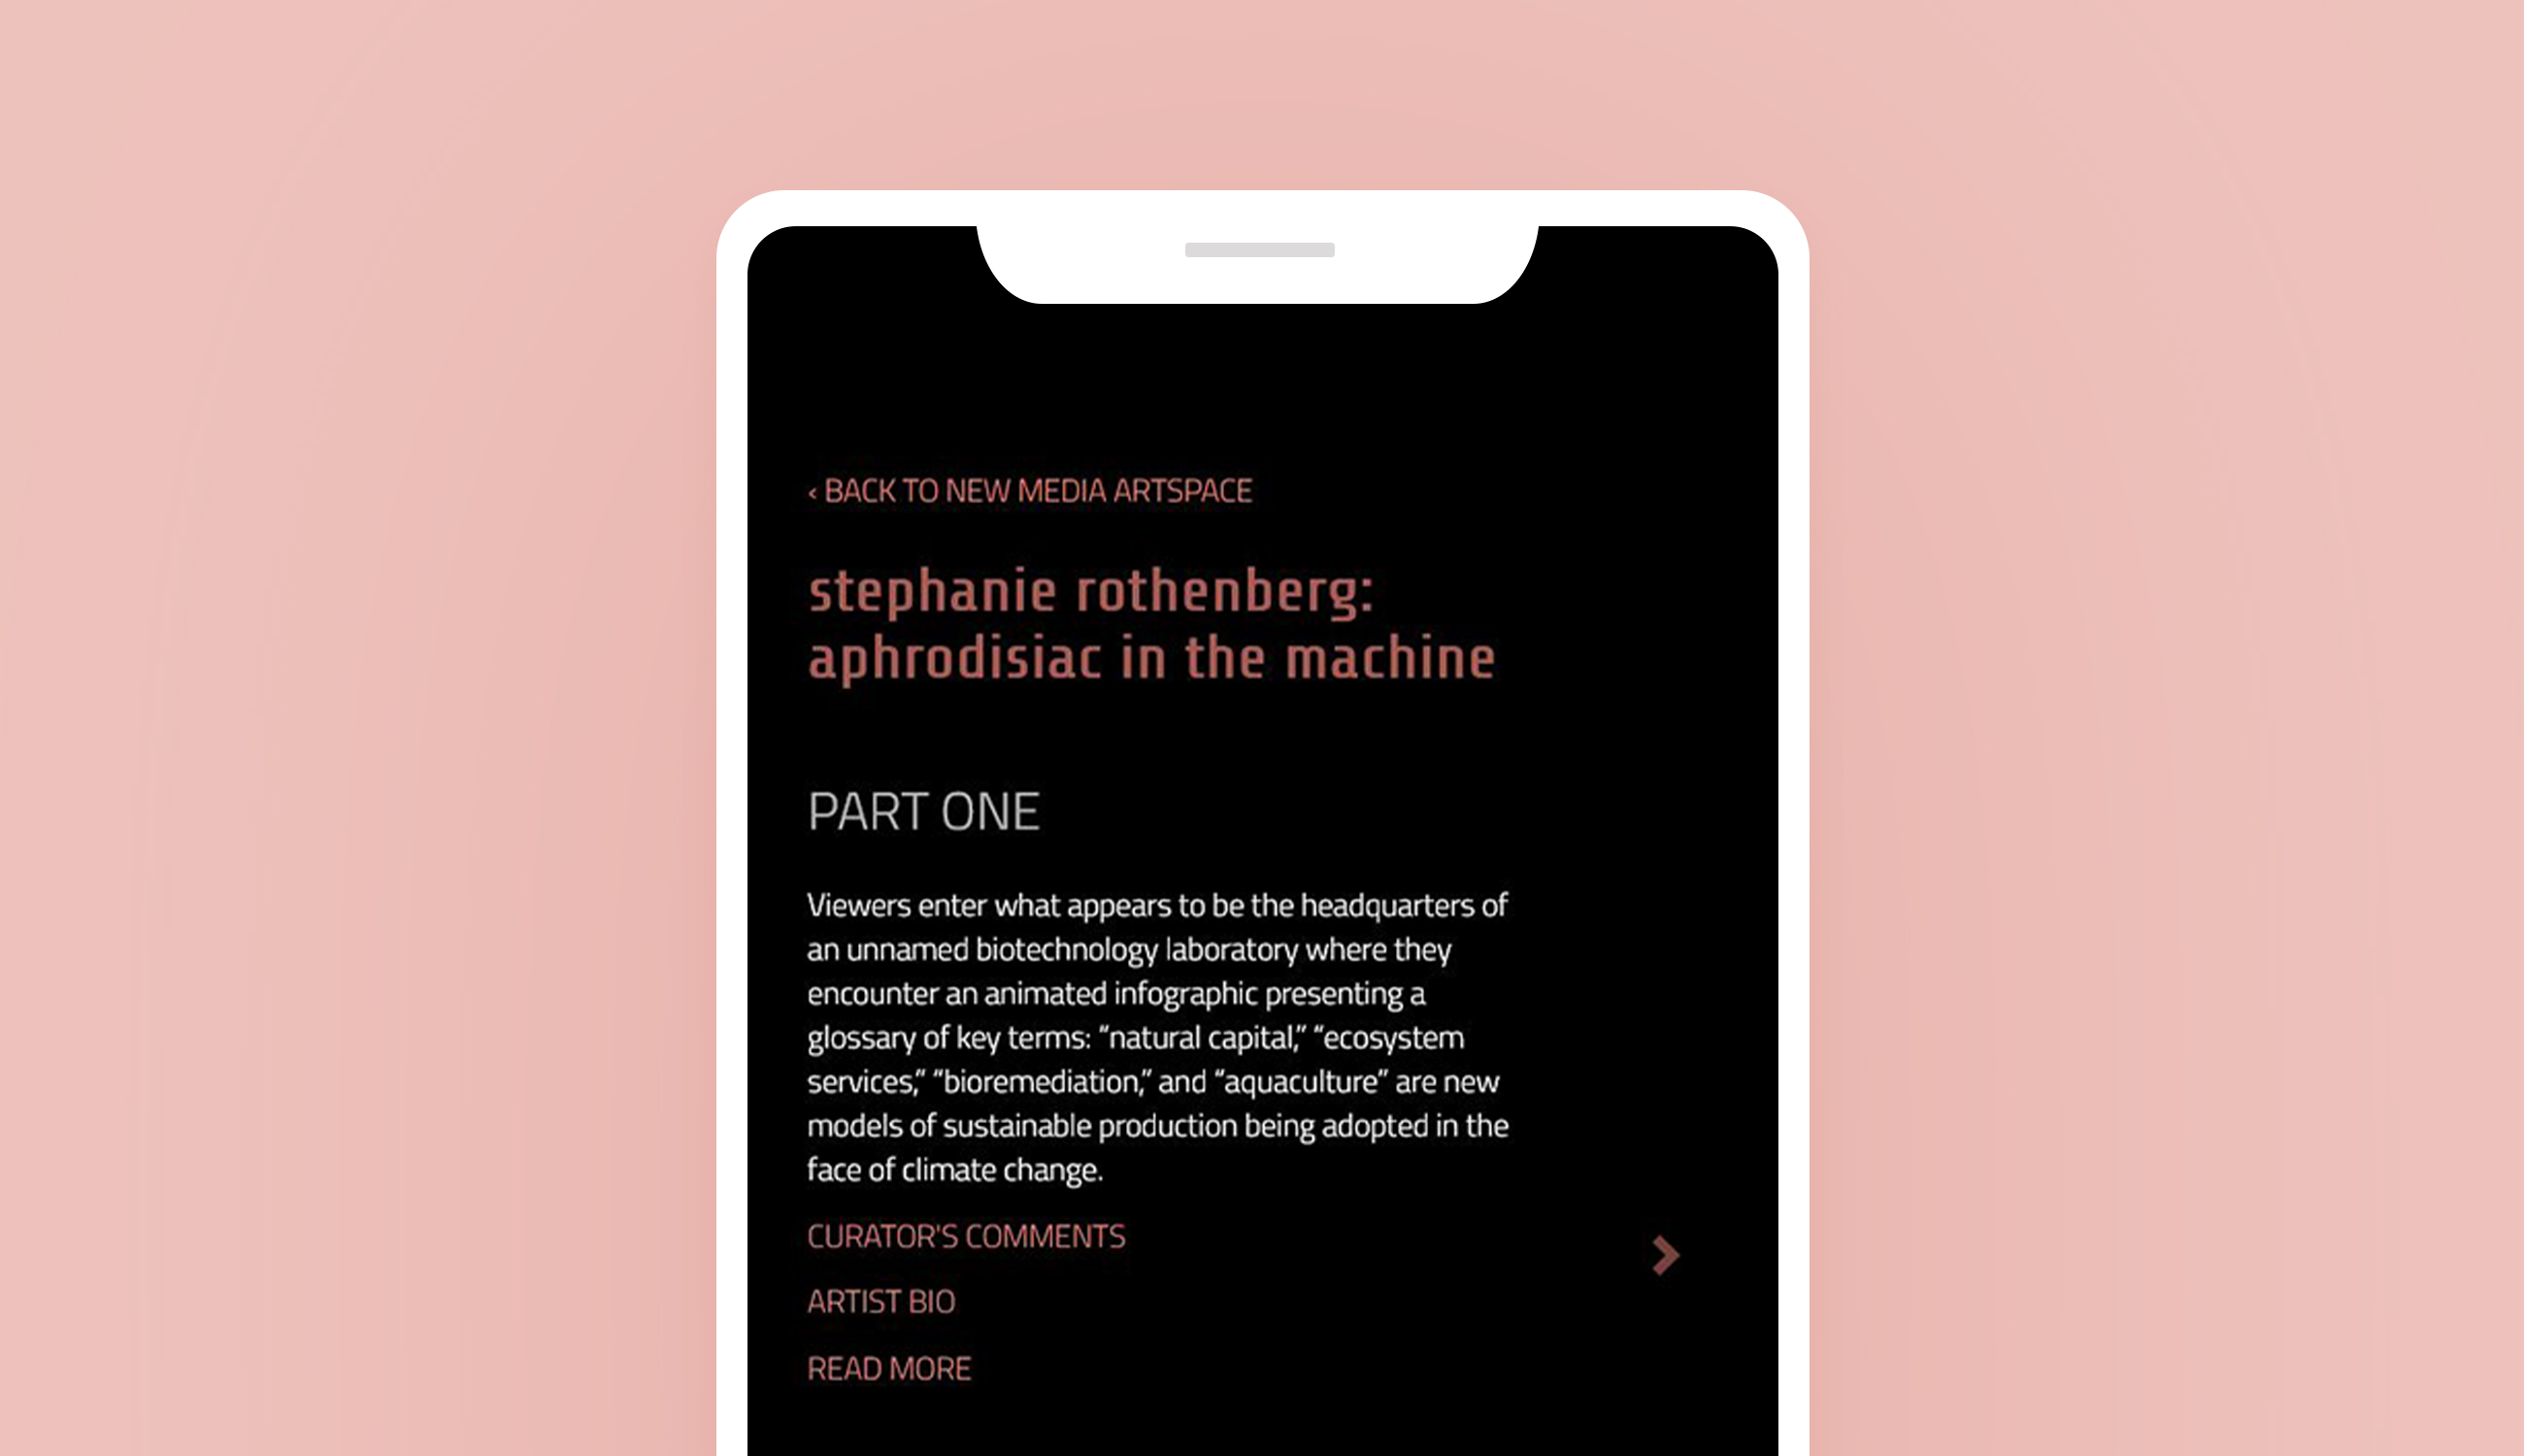 ‹ BACK TO NEW MEDIA ARTSPACE
stephanie rothenberg:
aphrodisiac in the machine
PART ONE
Viewers enter what appears to be the headquarters of
an unnamed biotechnology laboratory where they
encounter an animated infographic presenting a
glossary of key terms: “natural capital,” “ecosystem
services,” “bioremediation,” and “aquaculture” are new
models of sustainable production being adopted in the
face of climate change.
CURATOR'S COMMENTS
ARTIST BIO
READ MORE